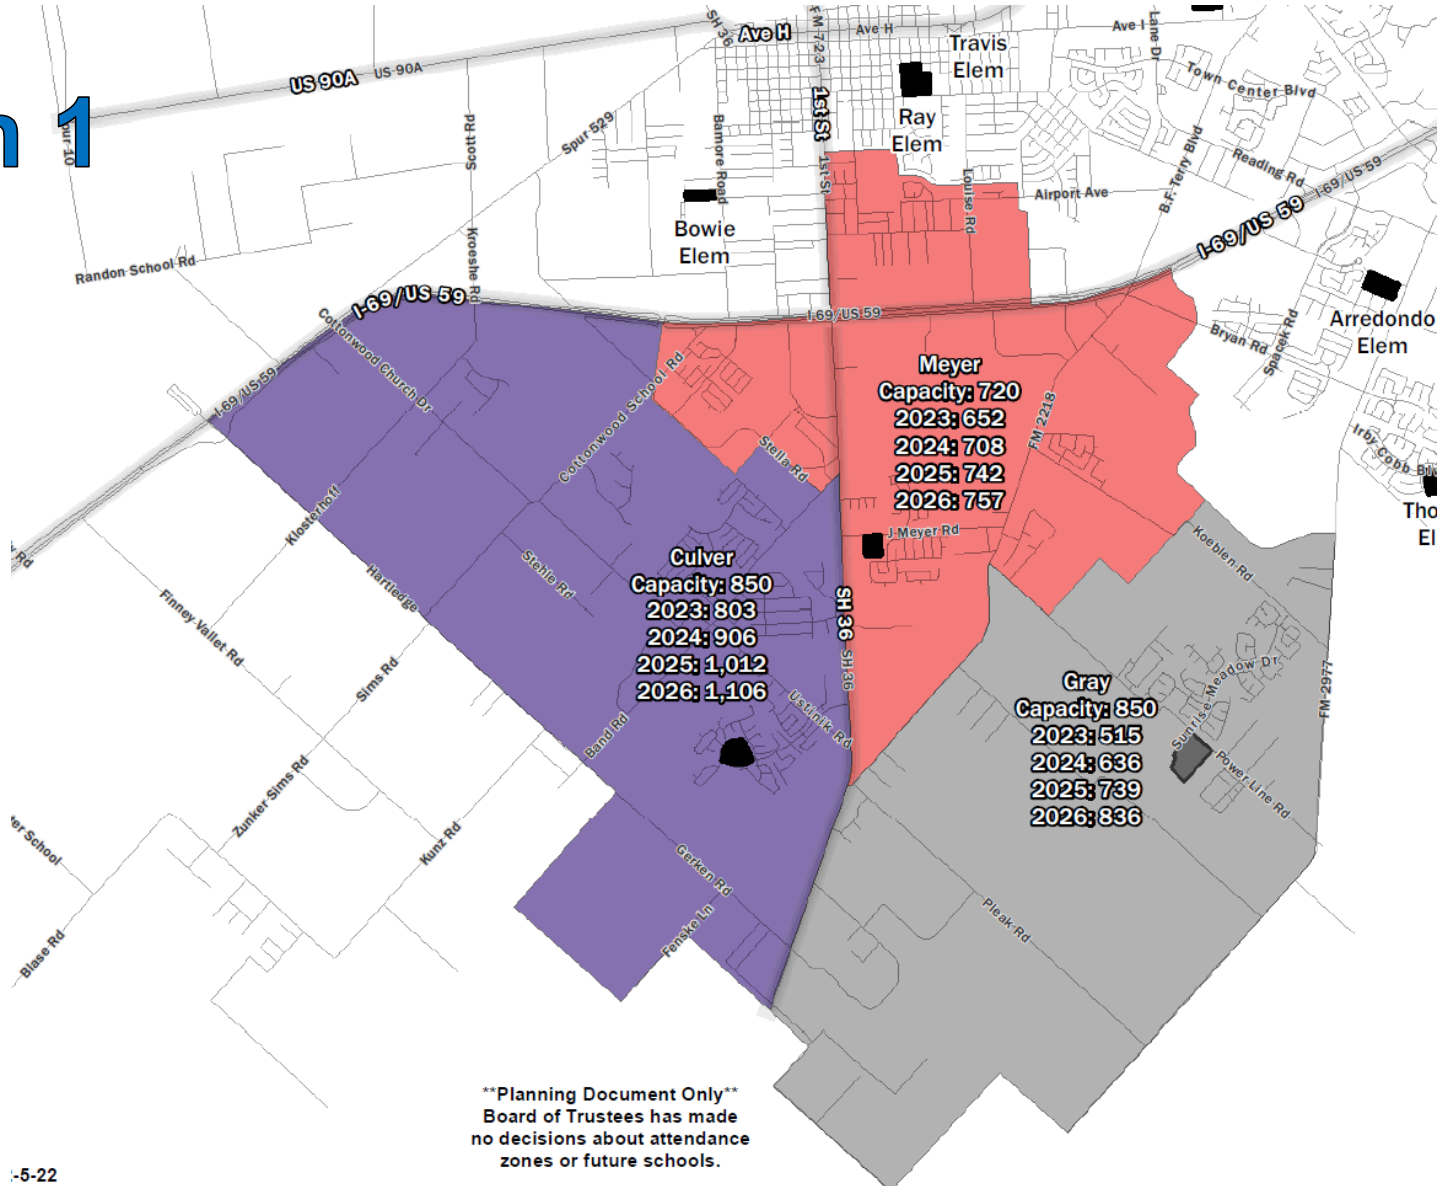 n 1
SH 36
FM 723
Ave H
Ave H
Ave I
Lane Dr
Travis
Elem
US 90A
US 90A
Town Center Blvd
1st St
Ray
Elem
Spur 529
Scott Rd
Bamore Road
1st St
Reading Rd
I-69/US 59
B.F. Terry Blvd
Louise Rd
Airport Ave
Bowie
Elem
I-69/US 59
Randon School Rd
Kroeshe Rd
Arredondo
Elem
I-69/US 59
I-69/US 59
Bryan Rd
Spacek Rd
Cottonwood Church Dr
Cottonwood School Rd
I-69/US 59
Meyer
Capacity: 720
2023: 652
2024: 708
2025: 742
2026: 757
FM 2218
Stella Rd
Irby Cobb
Tho
El
J Meyer Rd
Klosterhoff
Koeblen Rd
Stehle Rd
Hartledge
Culver
Capacity: 850
2023: 803
2024: 906
2025: 1,012
2026: 1,106
SH 36
SH 36
Finney Vallet Rd
Sims Rd
Sunrise Meadow Dr
FM-2977
Gray
Capacity: 850
2023: 515
2024: 636
2025: 739
2026: 836
Ustinik Rd
Band Rd
Power Line Rd
Zunker Sims Rd
Kunz Rd
er School
Gerken Rd
Fenske Ln
Pleak Rd
Blase Rd
**Planning Document Only**
Board of Trustees has made
no decisions about attendance
zones or future schools.
-5-22